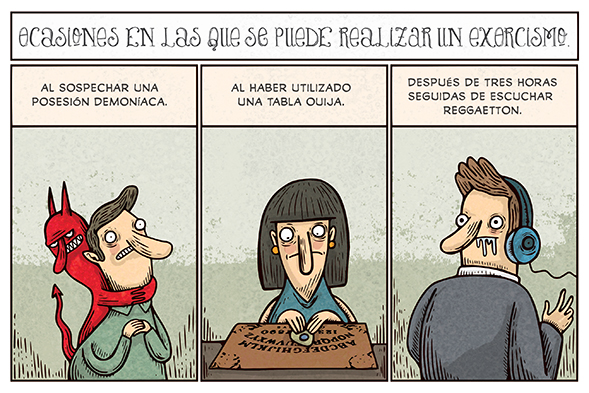 OCASIONES EN LAS QUE SE PUEDE REALIZAR UN EXORCISMO.
AL SOSPECHAR UNA
POSESIÓN DEMONÍACA.
AL HABER UTILIZADO
UNA TABLA OUIJA.
DESPUÉS DE TRES HORAS
SEGUIDAS DE ESCUCHAR
REGGAETTON.